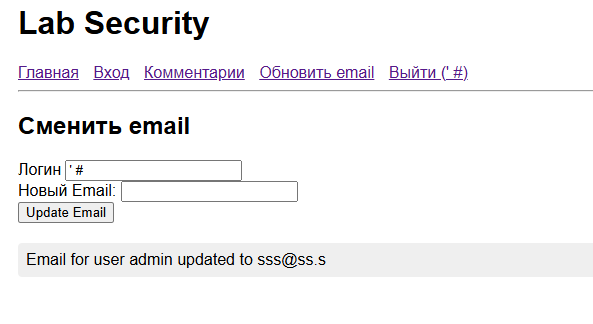 Lab Security
Главная Вход Комментарии Обновить email Выйти (' #)
Сменить email
Логин ' #
Новый Email:
Update Email
Email for user admin updated to sss@ss.s